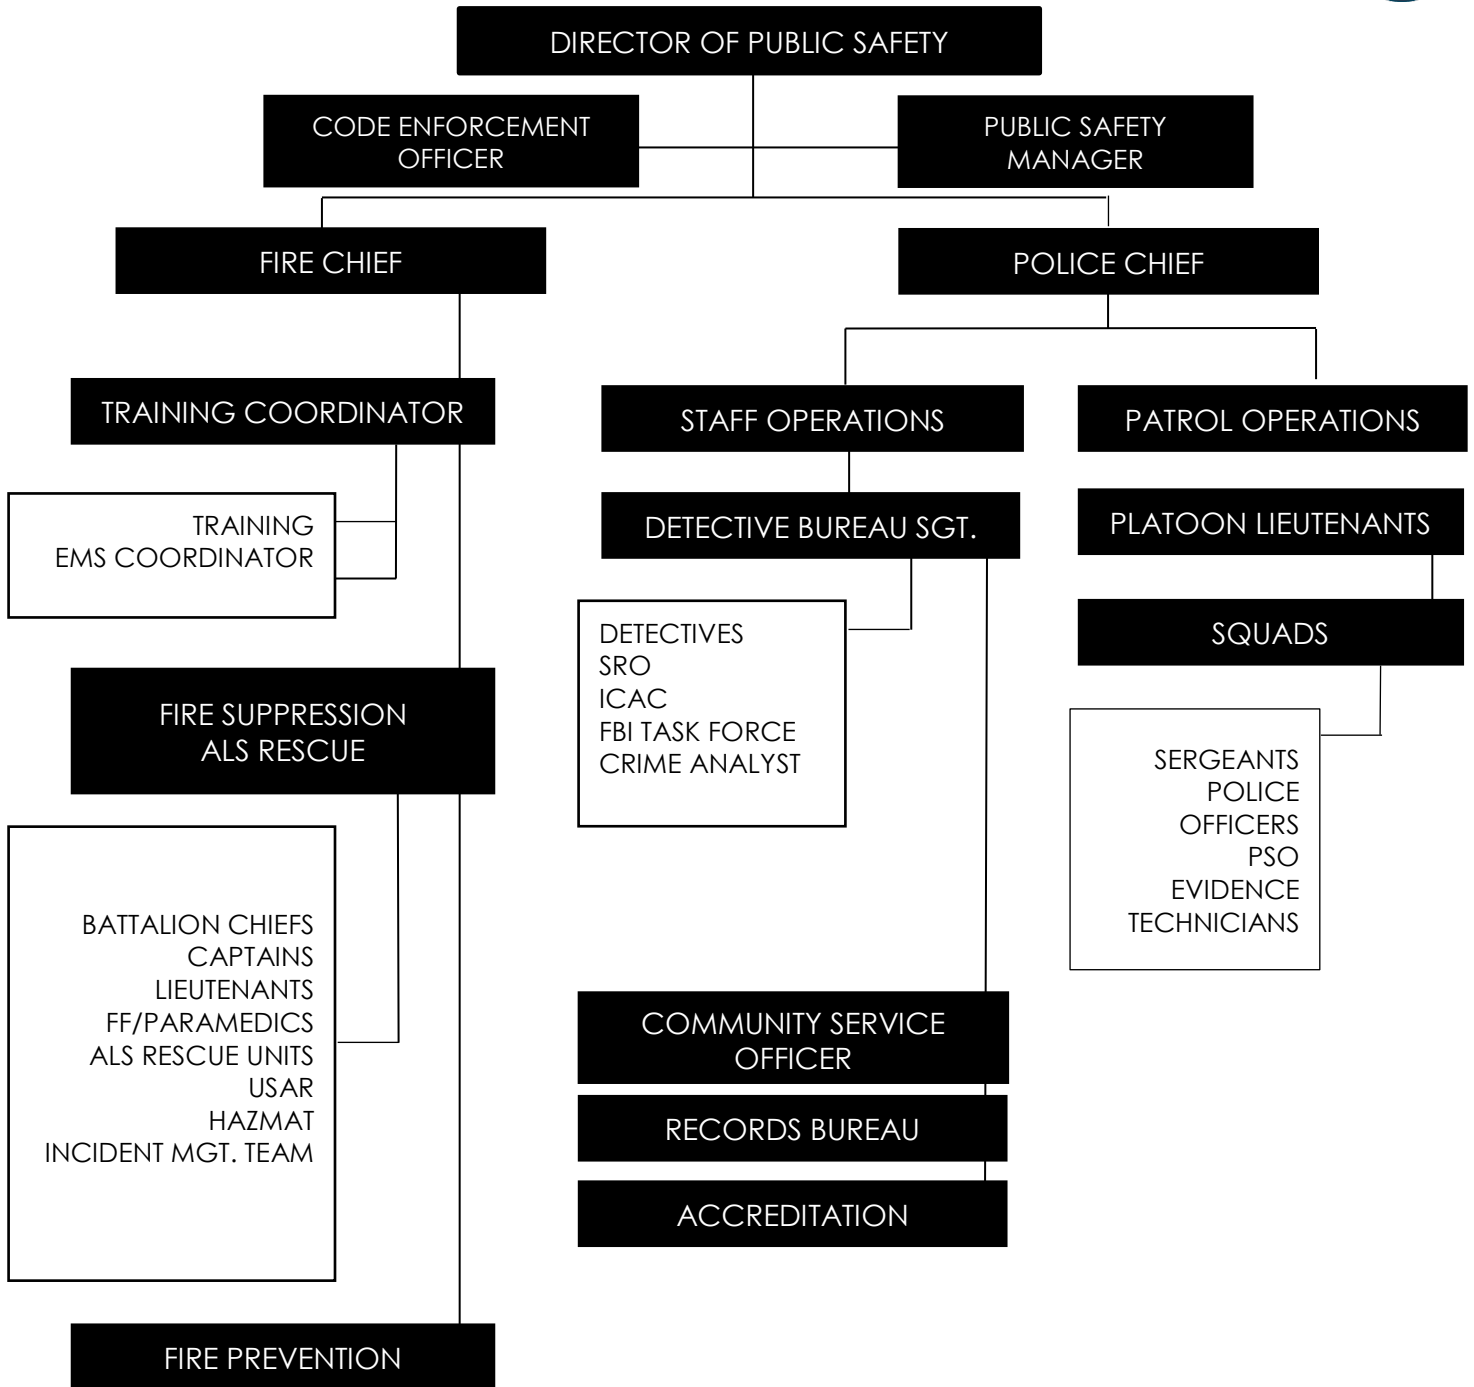 DIRECTOR OF PUBLIC SAFETY
CODE ENFORCEMENT
OFFICER
PUBLIC SAFETY
MANAGER
FIRE CHIEF
POLICE CHIEF
TRAINING COORDINATOR
TRAINING
EMS COORDINATOR
FIRE SUPPRESSION
ALS RESCUE
BATTALION CHIEFS
CAPTAINS
LIEUTENANTS
FF/PARAMEDICS
ALS RESCUE UNITS
USAR
HAZMAT
INCIDENT MGT. TEAM
FIRE PREVENTION
STAFF OPERATIONS
DETECTIVE BUREAU SGT.
DETECTIVES
SRO
ICAC
FBI TASK FORCE
CRIME ANALYST
COMMUNITY SERVICE
OFFICER
RECORDS BUREAU
ACCREDITATION
PATROL OPERATIONS
PLATOON LIEUTENANTS
SQUADS
SERGEANTS
POLICE
OFFICERS
PSO
EVIDENCE
TECHNICIANS